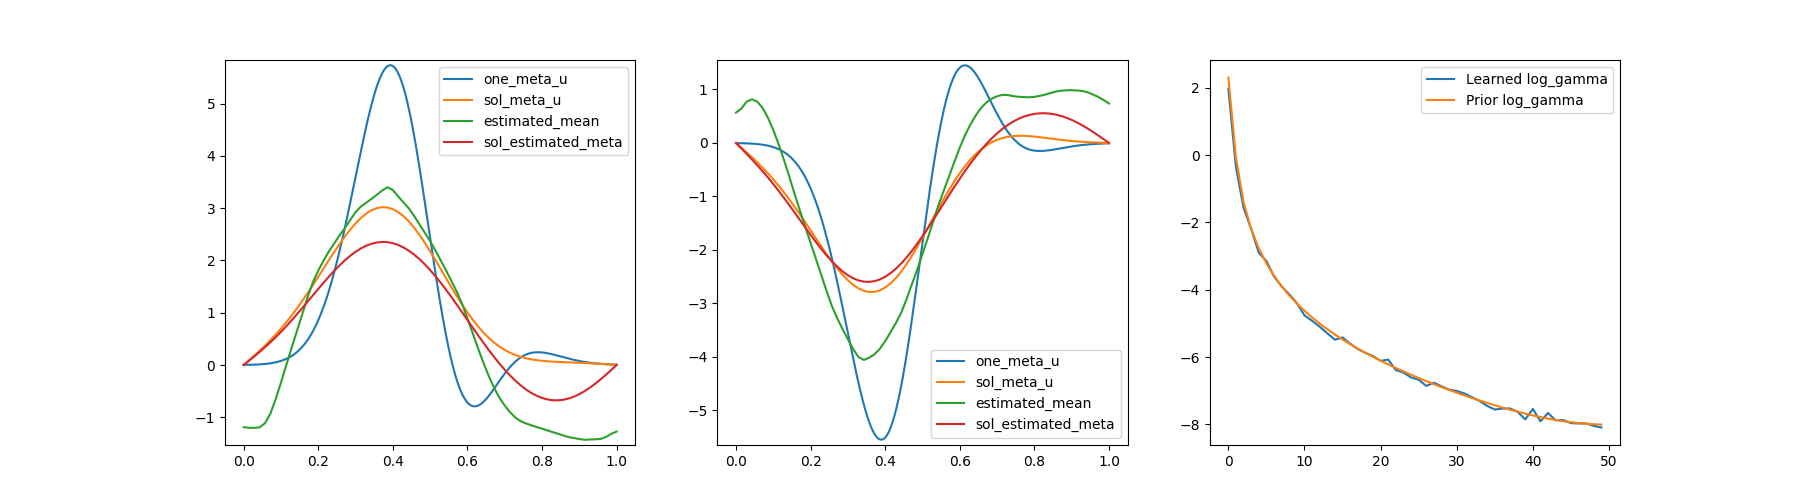 one_meta_u
sol_meta_u
estimated_mean
sol_estimated_meta
5
4
3
2
1
0
−1
0.0 0.2 0.4 0.6 0.8 1.0
1
0
−1
−2
−3
−4
−5
one_meta_u
sol_meta_u
estimated_mean
sol_estimated_meta
0.0 0.2 0.4 0.6 0.8 1.0
Learned log_gamma
Prior log_gamma
2
0
−2
−4
−6
−8
0 10 20 30 40 50